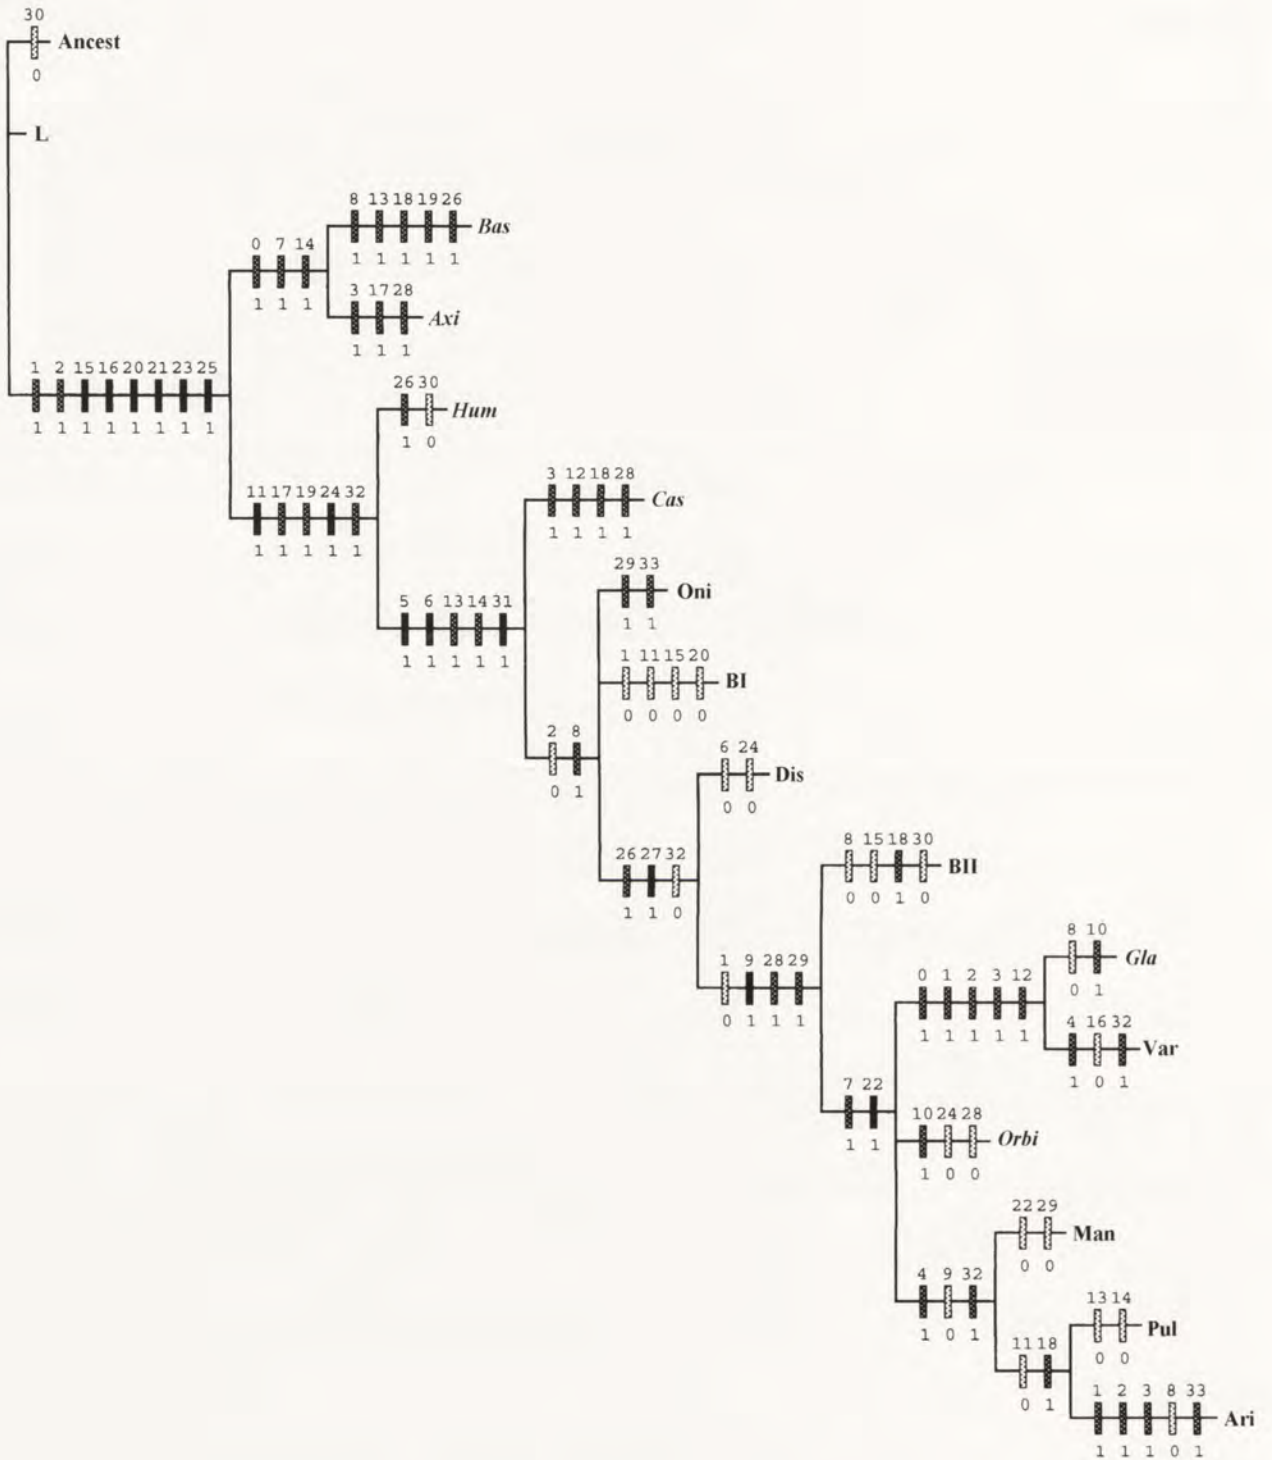 30
Ancest
0
L
8 13 18 19 26
Bas
1 1 1 1 1
0 7 14
1 1 1
3 17 28
Axi
1 1 1
1 2 15 16 20 21 23 25
1 1 1 1 1 1 1 1
26 30
Hum
1 0
11 17 19 24 32
1 1 1 1 1
3 12 18 28
Cas
1 1 1 1
29 33
Oni
1 1
5 6 13 14 31
1 1 1 1 1
1 11 15 20
BI
0 0 0 0
2 8
0 1
6 24
Dis
0 0
26 27 32
1 1 0
8 15 18 30
BII
0 0 1 0
1 9 28 29
0 1 1 1
8 10
Gla
0 1
0 1 2 3 12
1 1 1 1 1
4 16 32
Var
1 0 1
7 22
1 1
10 24 28
Orbi
1 0 0
22 29
Man
0 0
4 9 32
1 0 1
13 14
Pul
0 0
11 18
0 1
1 2 3 8 33
Ari
1 1 1 0 1